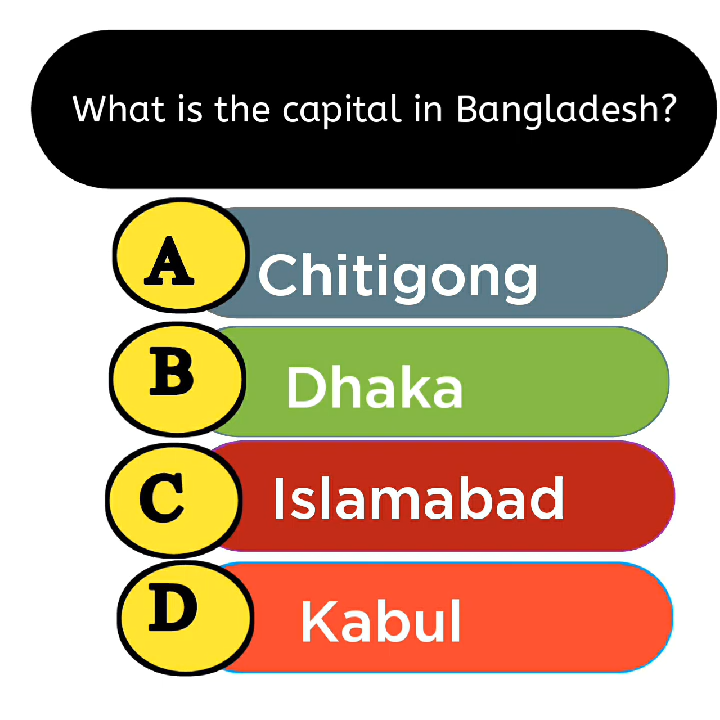 What is the capital in Bangladesh?
A Chitigong
B Dhaka
C Islamabad
D Kabul